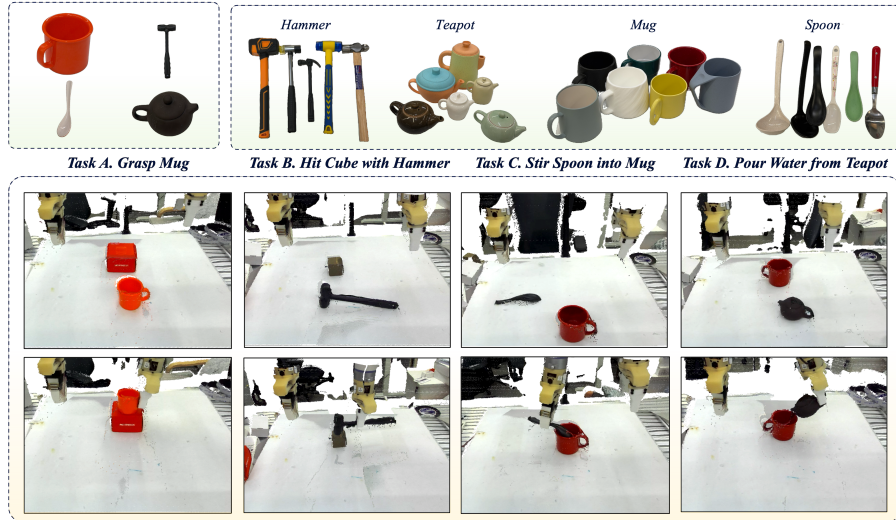 Hammer
Teapot
Mug
Spoon
Task A. Grasp Mug
Task B. Hit Cube with Hammer
Task C. Stir Spoon into Mug
Task D. Pour Water from Teapot